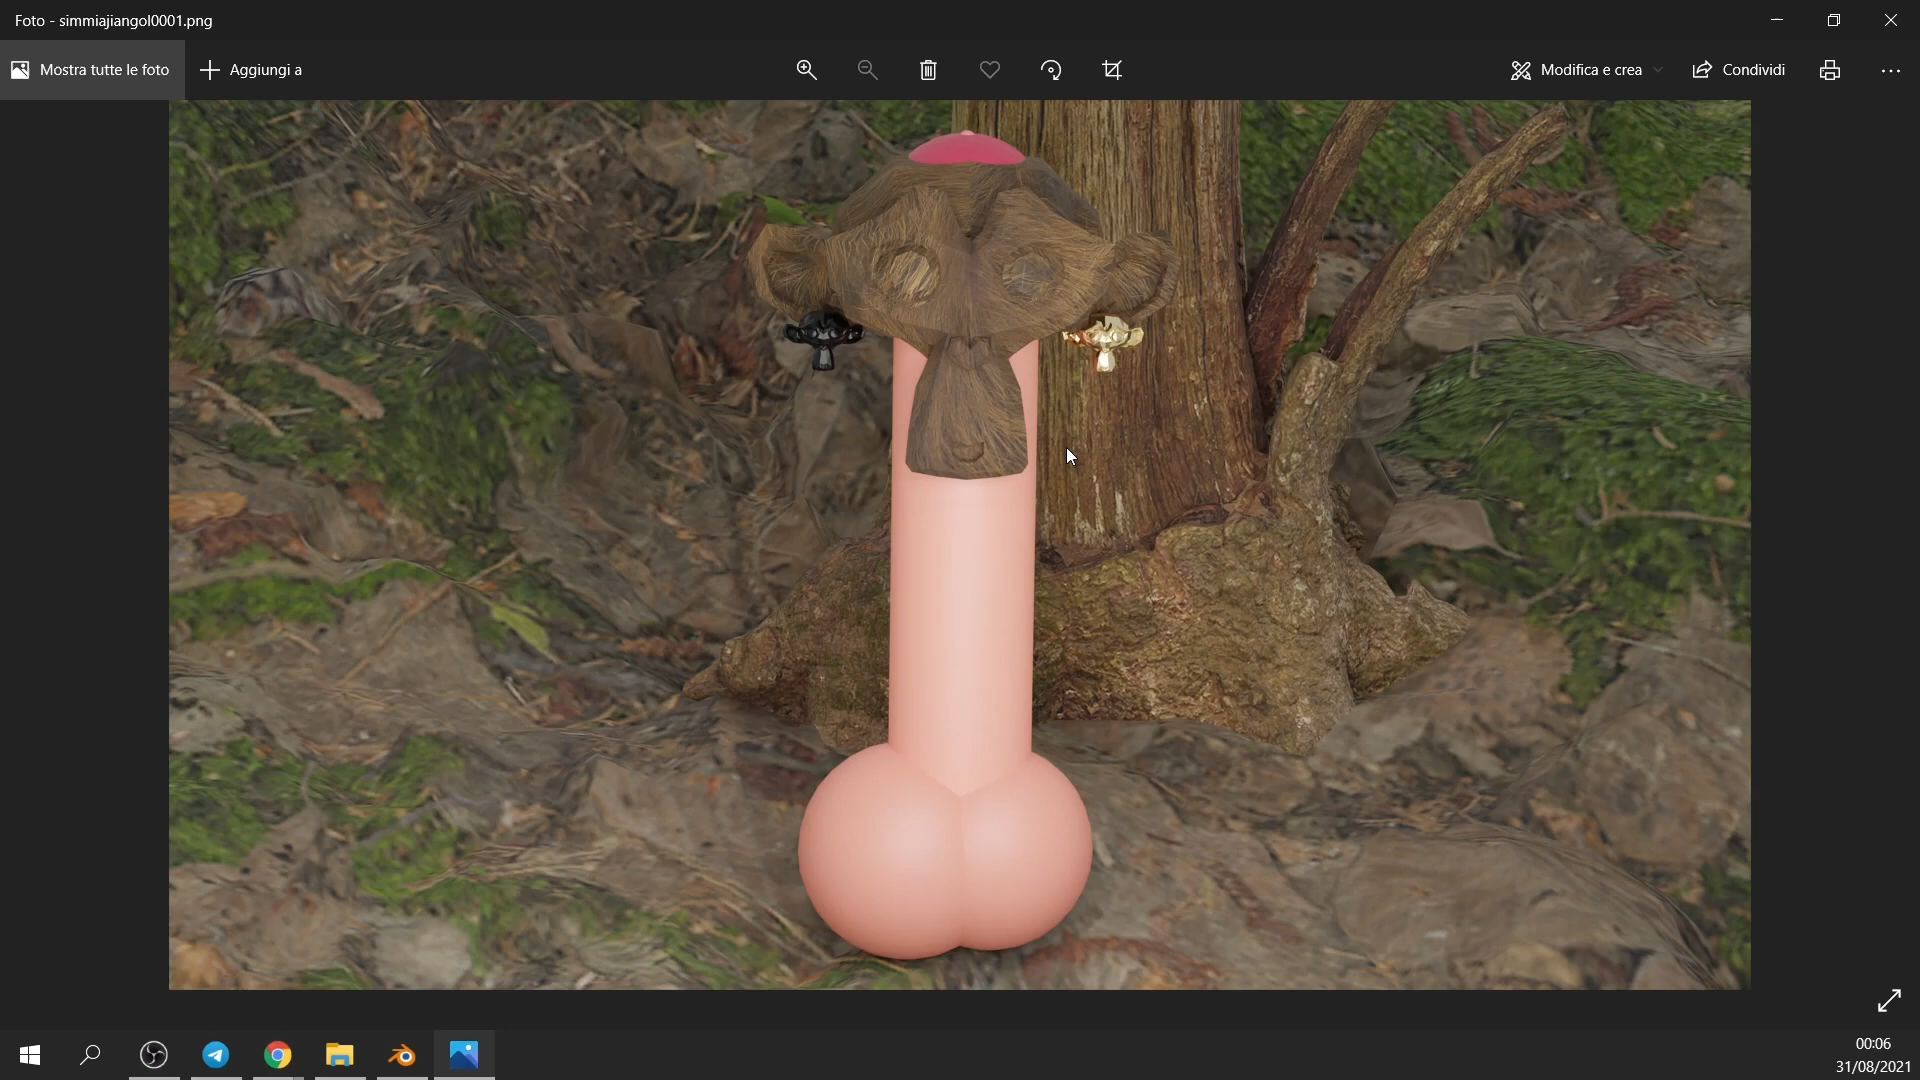 Foto - simmiajiangol0001.png
Mostra tutte le foto
Aggiungi a
Modifica e crea
Condividi
00:06
31/08/2021